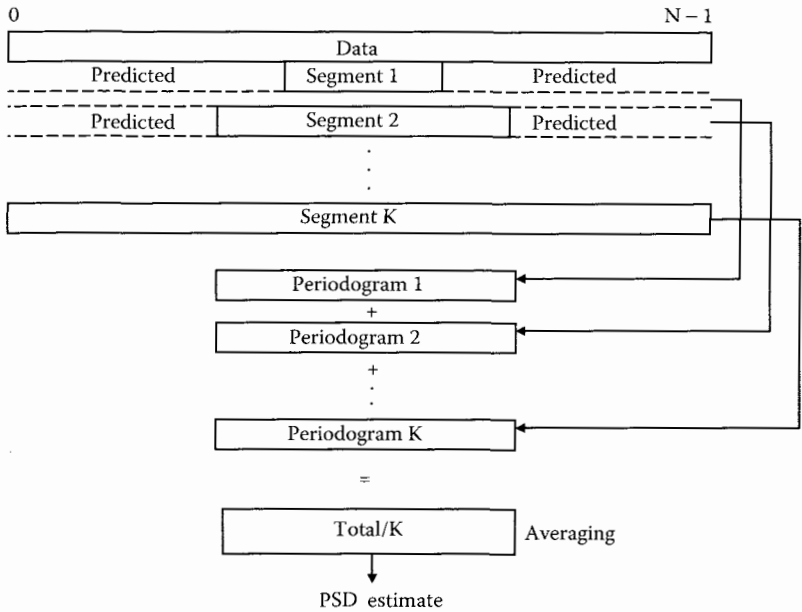 0 N – 1
Data
Predicted Segment 1 Predicted
Predicted Segment 2 Predicted
.
.
.
Segment K
Periodogram 1
+
Periodogram 2
+
.
.
Periodogram K
=
Total/K Averaging
PSD estimate